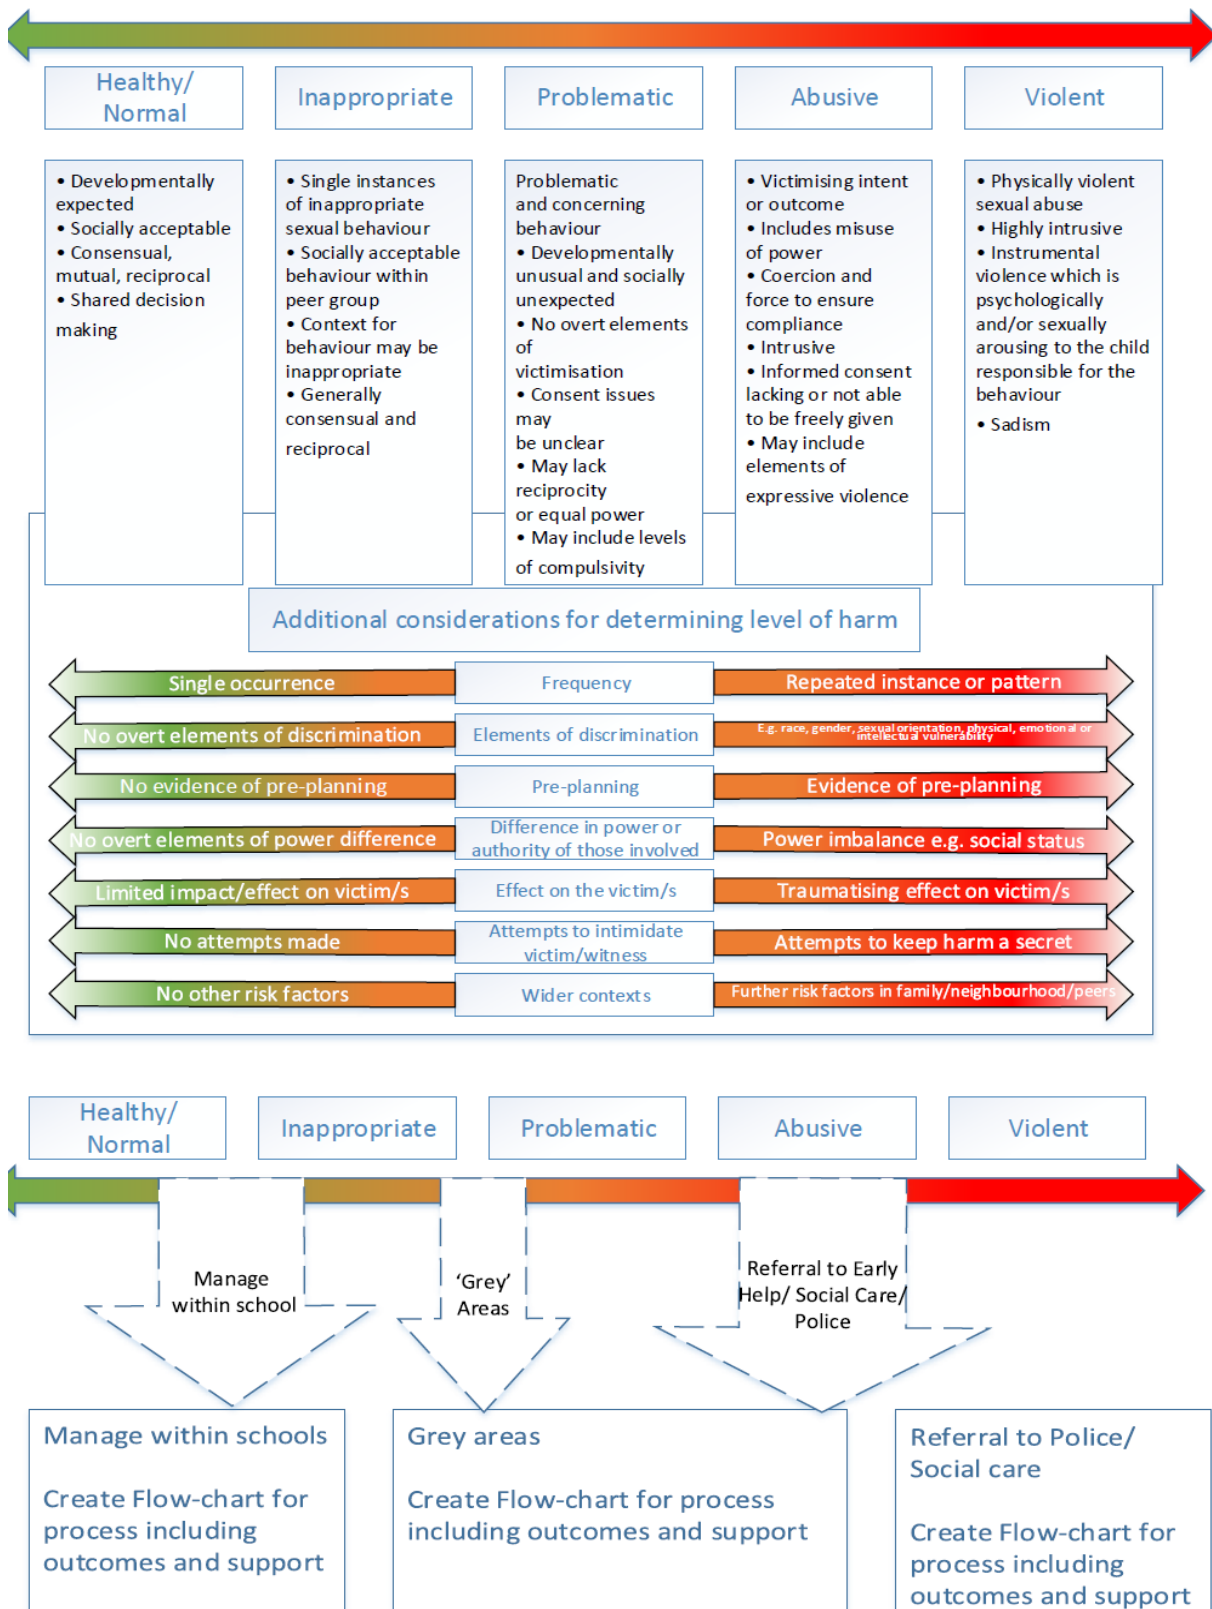 Healthy/
Normal
Inappropriate
Problematic
Abusive
Violent
• Developmentally
expected
• Socially acceptable
• Consensual,
mutual, reciprocal
• Shared decision
making
• Single instances
of inappropriate
sexual behaviour
• Socially acceptable
behaviour within
peer group
• Context for
behaviour may be
inappropriate
• Generally
consensual and
reciprocal
Problematic
and concerning
behaviour
• Developmentally
unusual and socially
unexpected
• No overt elements
of
victimisation
• Consent issues
may
be unclear
• May lack
reciprocity
or equal power
• May include levels
of compulsivity
• Victimising intent
or outcome
• Includes misuse
of power
• Coercion and
force to ensure
compliance
• Intrusive
• Informed consent
lacking or not able
to be freely given
• May include
elements of
expressive violence
• Physically violent
sexual abuse
• Highly intrusive
• Instrumental
violence which is
psychologically
and/or sexually
arousing to the child
responsible for the
behaviour
• Sadism
Additional considerations for determining level of harm
Single occurrence
Frequency
Repeated instance or pattern
No overt elements of discrimination
Elements of discrimination
E.g. race, gender, sexual orientation, physical, emotional or
intellectual vulnerability
No evidence of pre-planning
Pre-planning
Evidence of pre-planning
No overt elements of power difference
Difference in power or
authority of those involved
Power imbalance e.g. social status
Limited impact/effect on victim/s
Effect on the victim/s
Traumatising effect on victim/s
No attempts made
Attempts to intimidate
victim/witness
Attempts to keep harm a secret
No other risk factors
Wider contexts
Further risk factors in family/neighbourhood/peers
Healthy/
Normal
Inappropriate
Problematic
Abusive
Violent
Manage
within school
‘Grey’
Areas
Referral to Early
Help/ Social Care/
Police
Manage within schools
Create Flow-chart for
process including
outcomes and support
Grey areas
Create Flow-chart for process
including outcomes and support
Referral to Police/
Social care
Create Flow-chart for
process including
outcomes and support